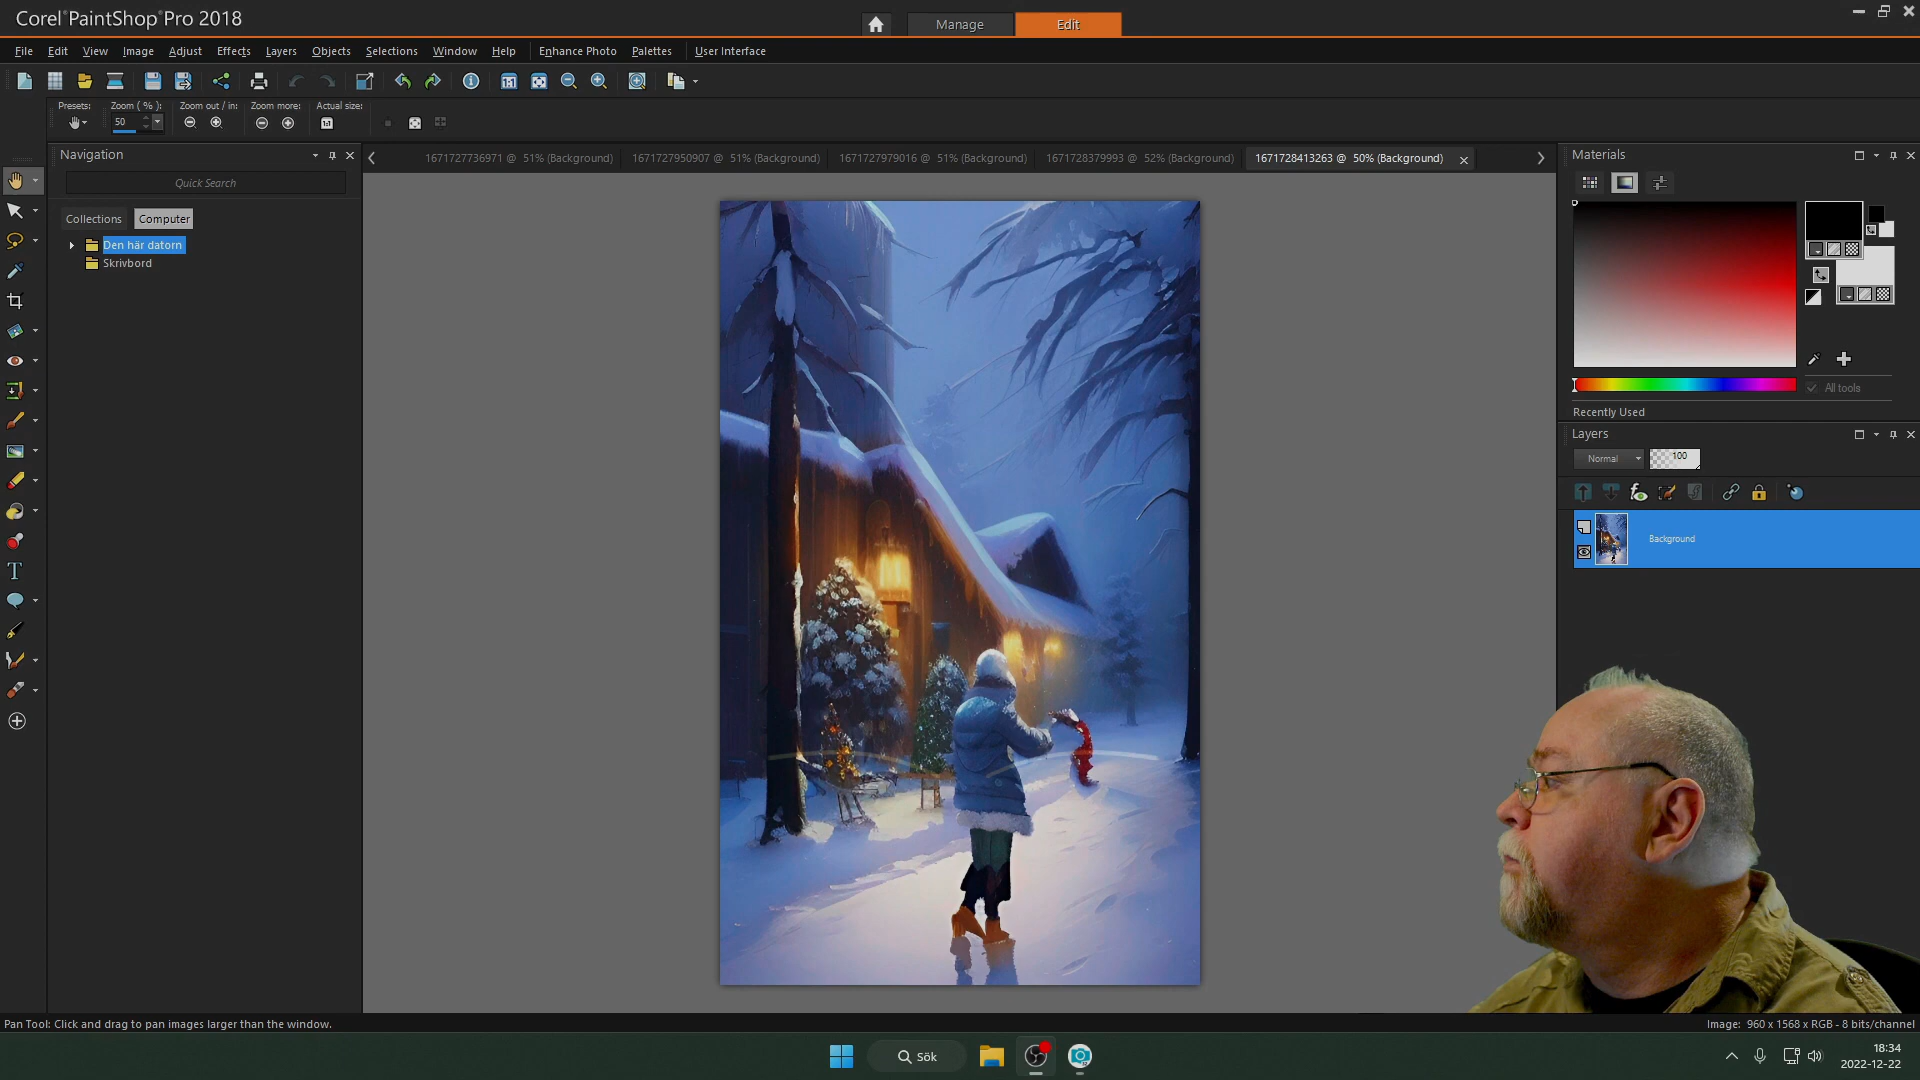 Corel PaintShop Pro 2018
Manage
Edit
File Edit View Image Adjust Effects Layers Objects Selections Window Help Enhance Photo Palettes User Interface
Presets: Zoom ( % ): Zoom out / in: Zoom more: Actual size:
50
Navigation
Quick Search
Collections Computer
Den här datorn
Skrivbord
1671727736971 @ 51% (Background)
1671727950907 @ 51% (Background)
1671727979016 @ 51% (Background)
1671728379993 @ 52% (Background)
1671728413263 @ 50% (Background)
Materials
All tools
Recently Used
Layers
Normal
100
Background
Pan Tool: Click and drag to pan images larger than the window.
Image: 960 x 1568 x RGB - 8 bits/channel
Sök
18:34
2022-12-22